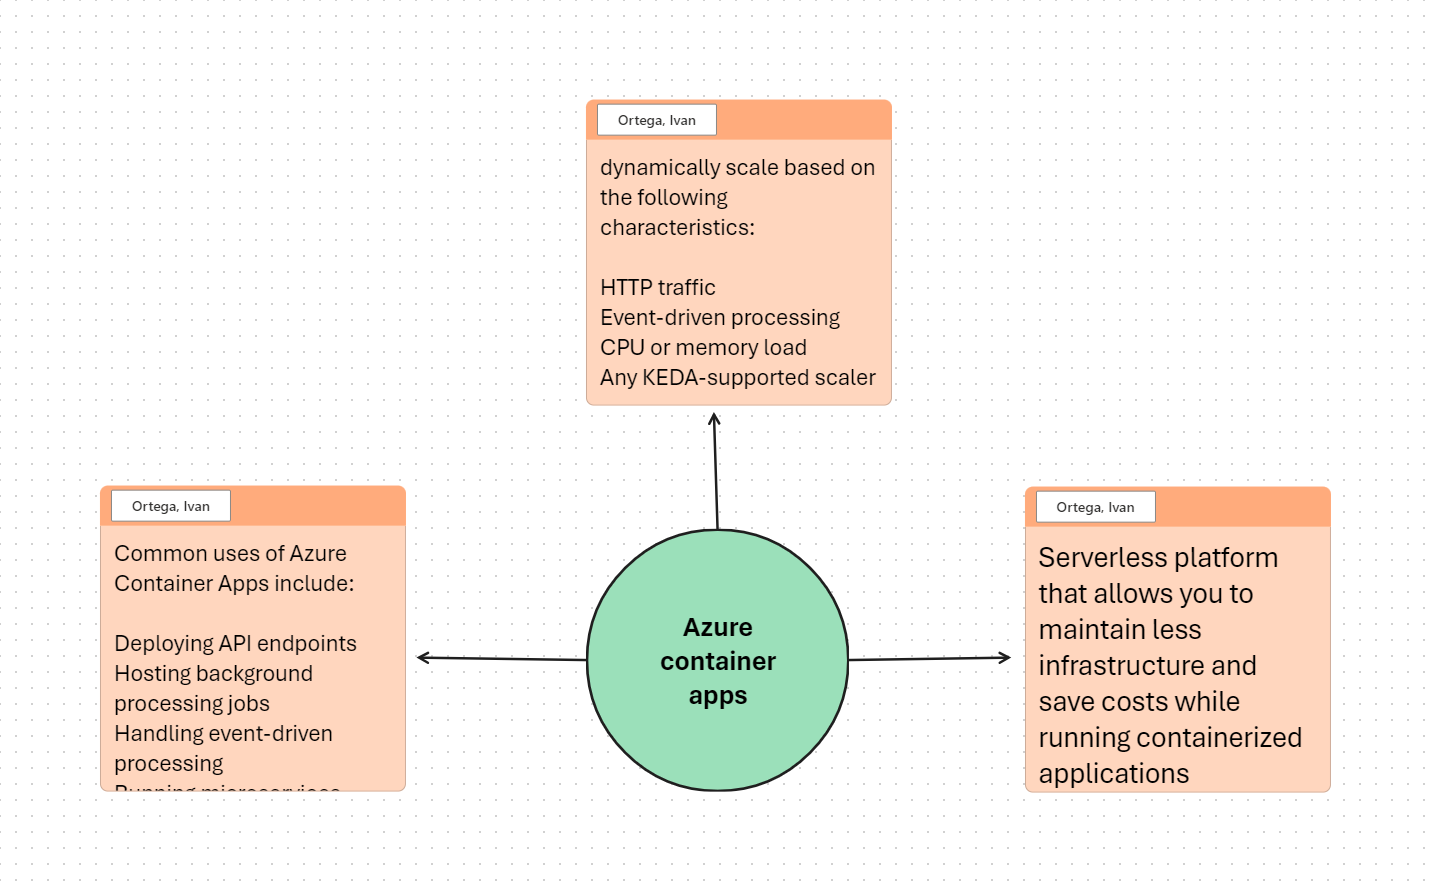 Ortega, Ivan
dynamically scale based on
the following
characteristics:
HTTP traffic
Event-driven processing
CPU or memory load
Any KEDA-supported scaler
Ortega, Ivan
Common uses of Azure
Container Apps include:
Deploying API endpoints
Hosting background
processing jobs
Handling event-driven
processing
Running microservices
Azure
container
apps
Ortega, Ivan
Serverless platform
that allows you to
maintain less
infrastructure and
save costs while
running containerized
applications